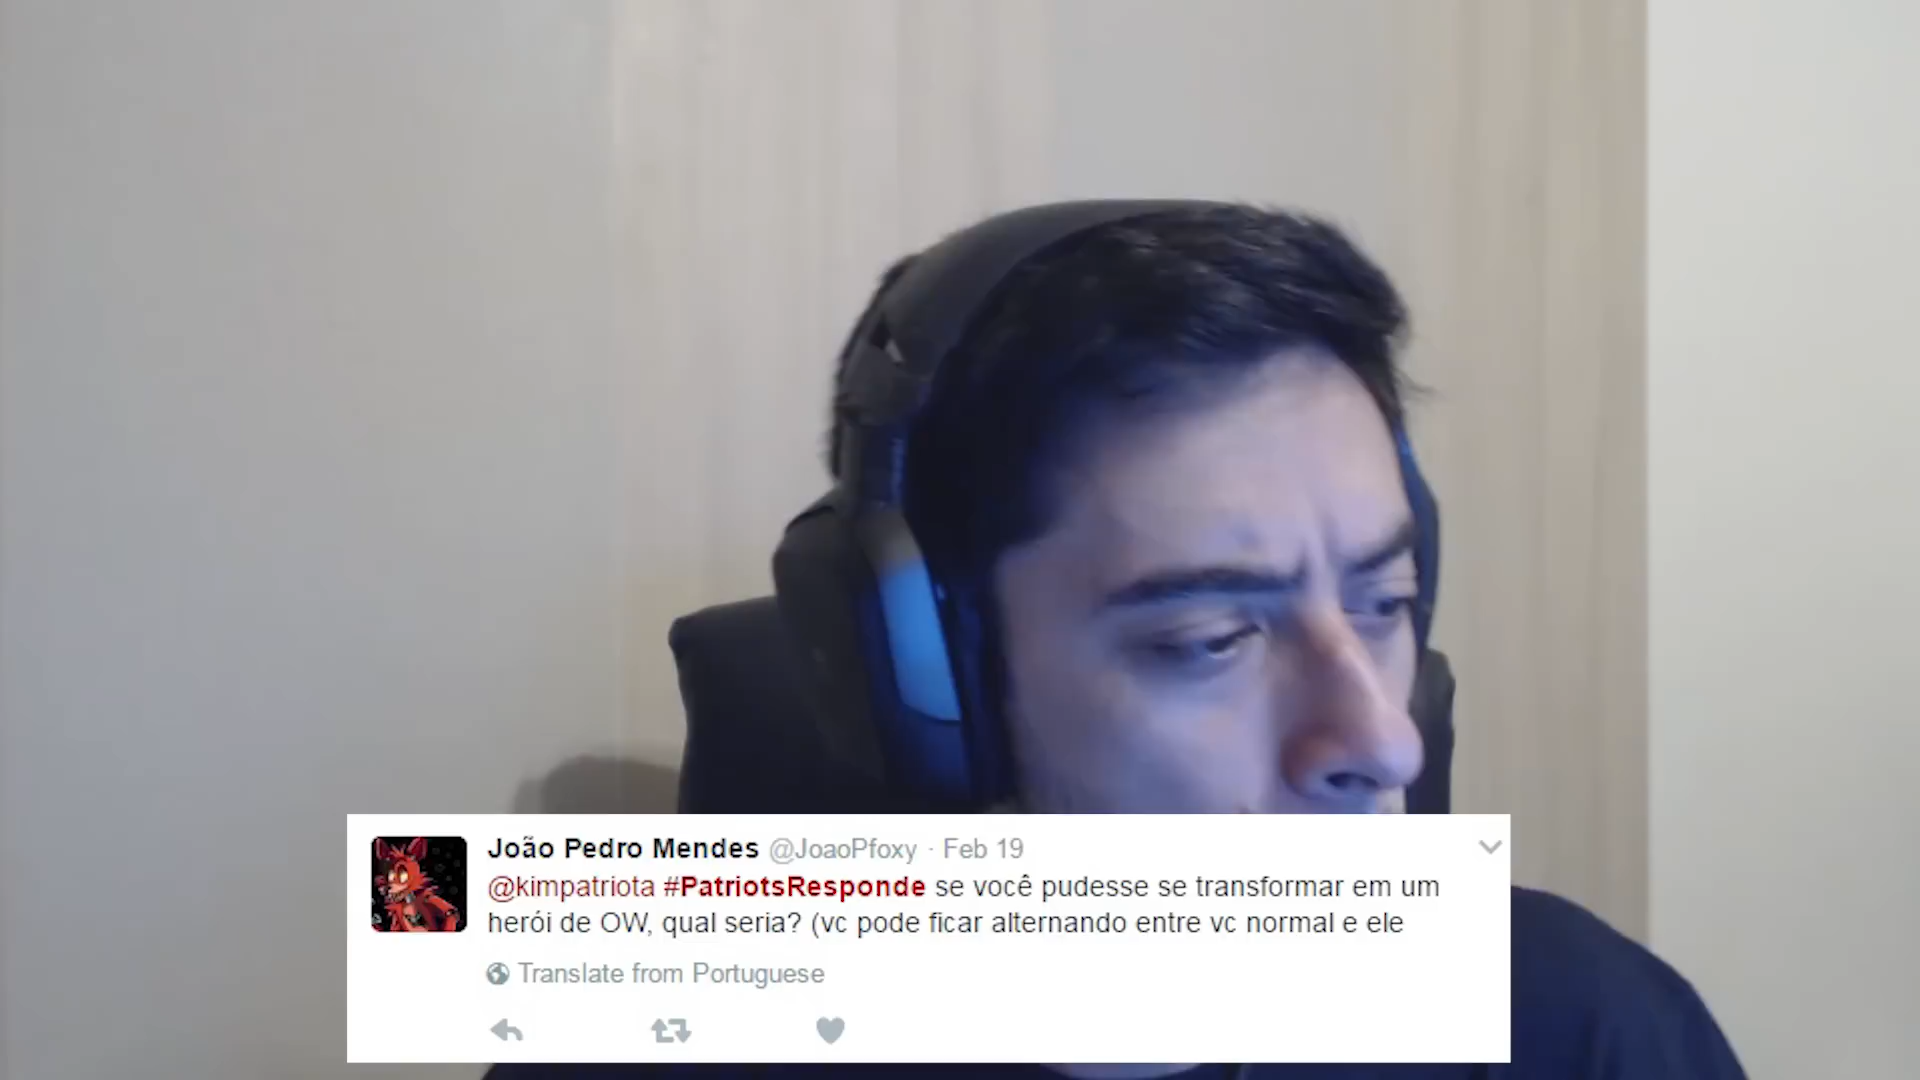 João Pedro Mendes @JoaoPfoxy · Feb 19
@kimpatriota #PatriotsResponde se você pudesse se transformar em um
herói de OW, qual seria? (vc pode ficar alternando entre vc normal e ele
Translate from Portuguese